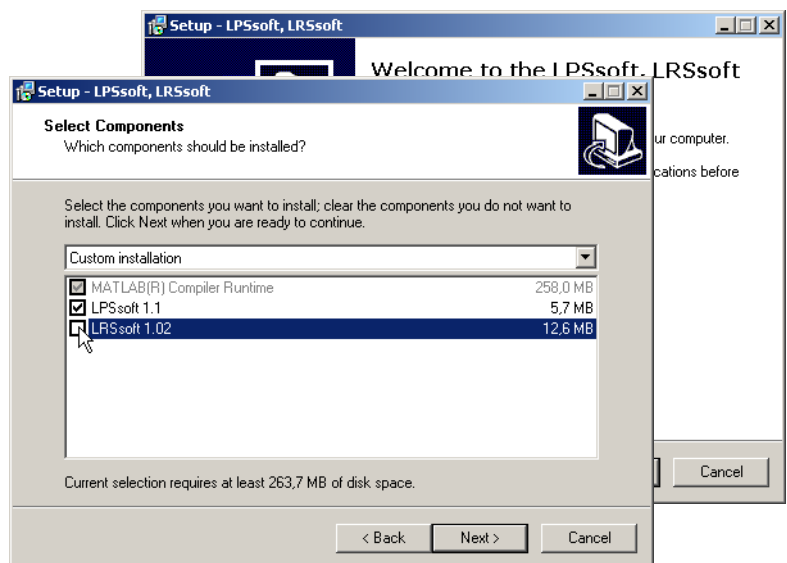 Setup - LPSsoft, LRSsoft
Welcome to the LPSsoft, LRSsoft
ur computer.
cations before
Cancel
Setup - LPSsoft, LRSsoft
Select Components
Which components should be installed?
Select the components you want to install; clear the components you do not want to
install. Click Next when you are ready to continue.
Custom installation
MATLAB(R) Compiler Runtime 258,0 MB
LPSsoft 1.1 5,7 MB
LRSsoft 1.02 12,6 MB
Current selection requires at least 263,7 MB of disk space.
< Back Next > Cancel